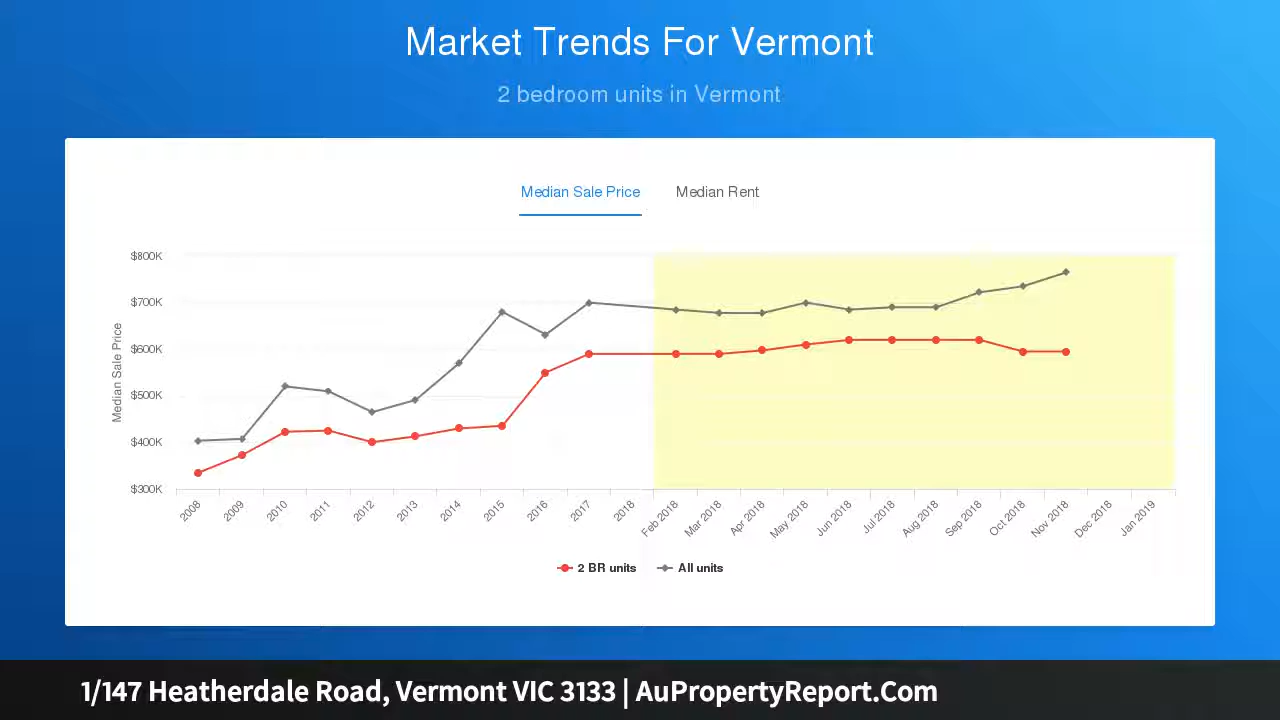 Market Trends For Vermont
2 bedroom units in Vermont
Median Sale Price Median Rent
$800K
$700K
$600K
$500K
$400K
$300K
Median Sale Price
2008 2009 2010 2011 2012 2013 2014 2015 2016 2017 2018 Feb 2018 Mar 2018 Apr 2018 May 2018 Jun 2018 Jul 2018 Aug 2018 Sep 2018 Oct 2018 Nov 2018 Dec 2018 Jan 2019
2 BR units All units
1/147 Heatherdale Road, Vermont VIC 3133 | AuPropertyReport.Com